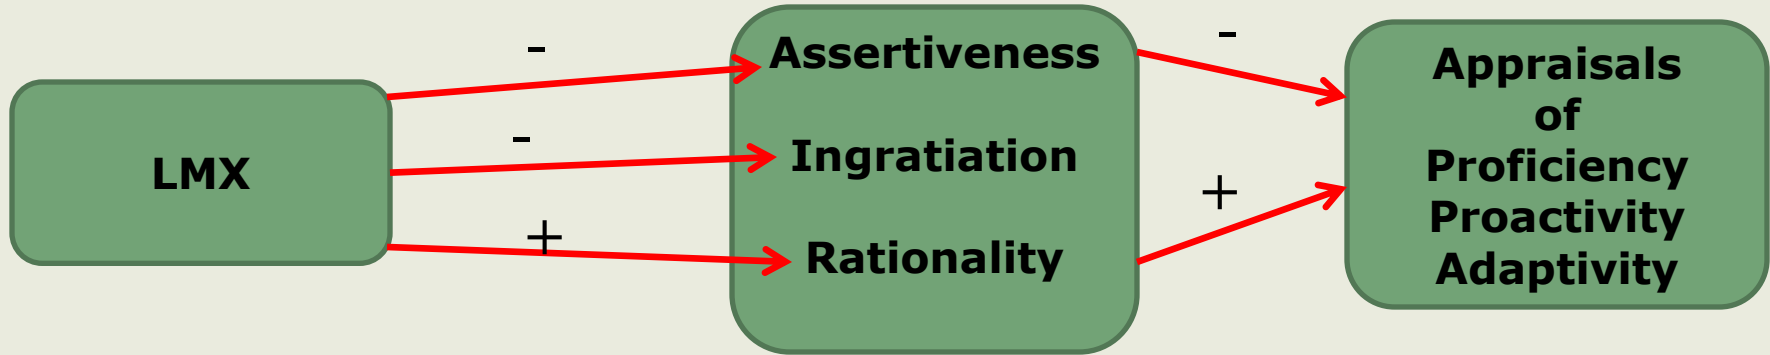 LMX
-
-
+
Assertiveness
Ingratiation
Rationality
-
+
Appraisals
of
Proficiency
Proactivity
Adaptivity